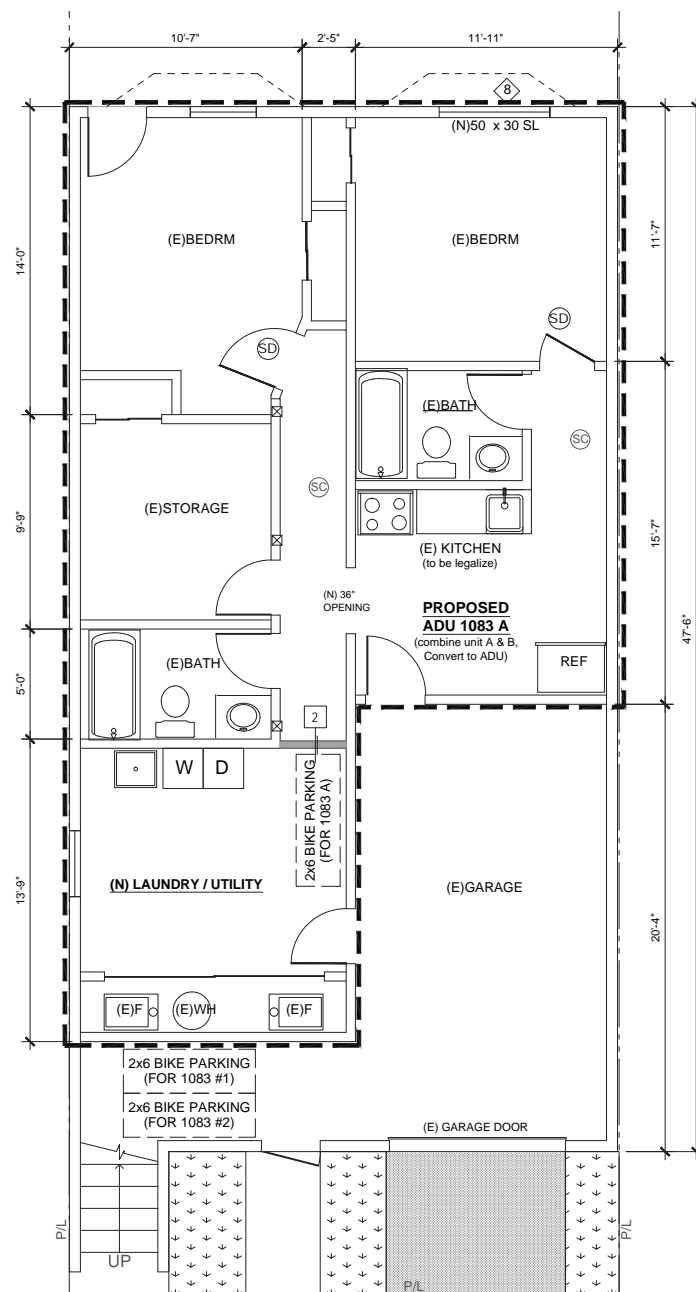 10'-7"
2'-5"
11'-11"
8
(N)50 x 30 SL
14'-0"
(E)BEDRM
(E)BEDRM
11'-7"
SD
SD
(E)BATH
SC
SC
9'-9"
(E)STORAGE
(E) KITCHEN
(to be legalize)
15'-7"
(N) 36"
OPENING
PROPOSED
ADU 1083 A
(combine unit A & B,
Convert to ADU)
47'-6"
REF
5'-0"
(E)BATH
2
W
D
2x6 BIKE PARKING
(FOR 1083 A)
(N) LAUNDRY / UTILITY
(E)GARAGE
13'-9"
20'-4"
(E)F
(E)WH
(E)F
2x6 BIKE PARKING
(FOR 1083 #1)
2x6 BIKE PARKING
(FOR 1083 #2)
(E) GARAGE DOOR
P/L
UP
P/L
P/L